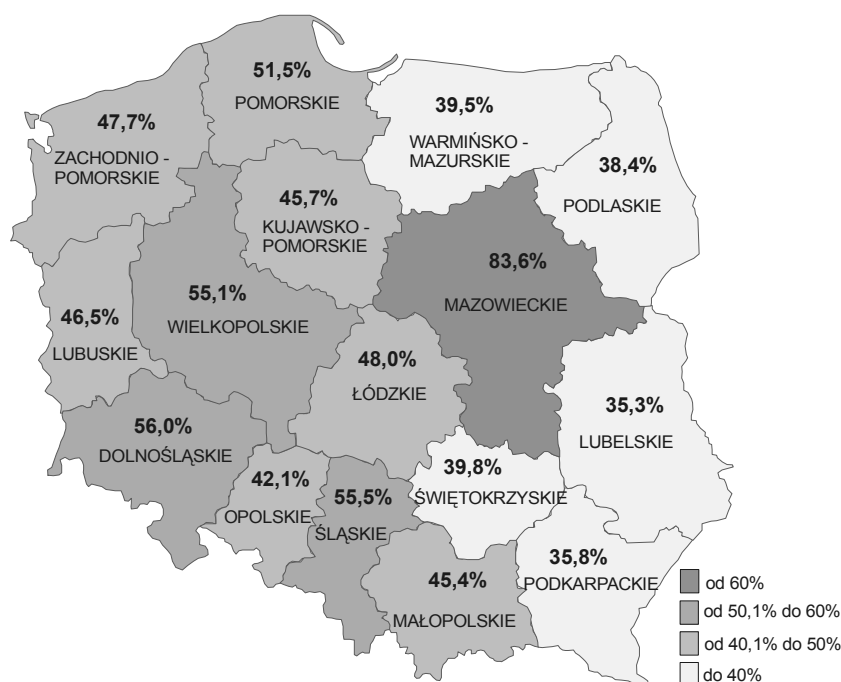 51,5%
POMORSKIE
47,7%
ZACHODNIO -
POMORSKIE
39,5%
WARMIŃSKO -
MAZURSKIE
38,4%
PODLASKIE
45,7%
KUJAWSKO -
POMORSKIE
83,6%
MAZOWIECKIE
55,1%
WIELKOPOLSKIE
46,5%
LUBUSKIE
48,0%
ŁÓDZKIE
35,3%
LUBELSKIE
56,0%
DOLNOŚLĄSKIE
42,1%
OPOLSKIE
55,5%
ŚLĄSKIE
39,8%
ŚWIĘTOKRZYSKIE
45,4%
MAŁOPOLSKIE
35,8%
PODKARPACKIE
od 60%
od 50,1% do 60%
od 40,1% do 50%
do 40%